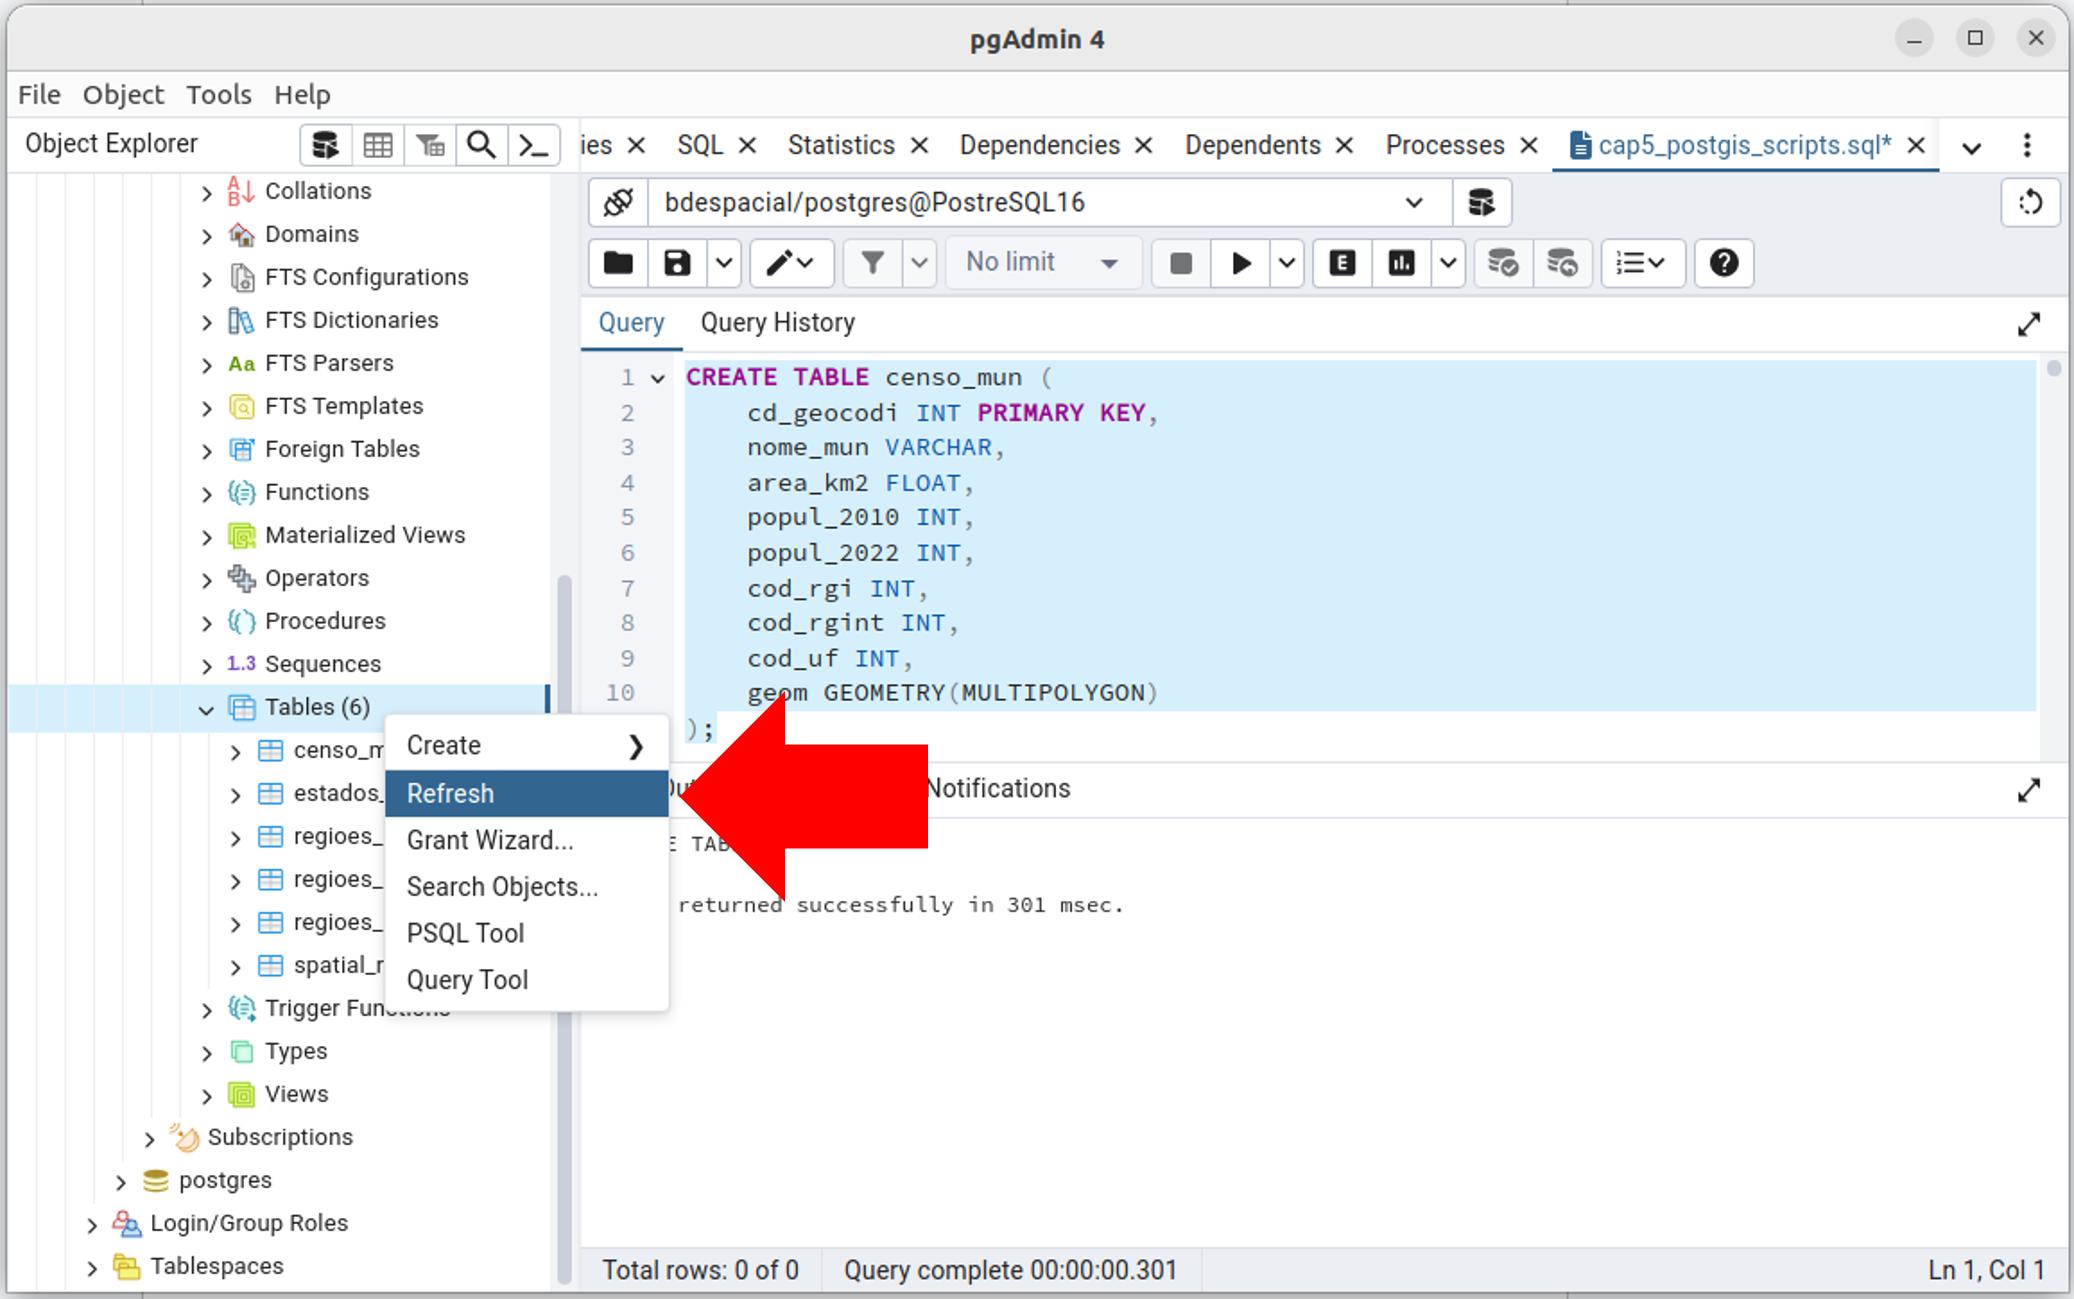 pgAdmin 4
File Object Tools Help
Object Explorer
ies SQL Statistics Dependencies Dependents Processes cap5_postgis_scripts.sql*
bdespacial/postgres@PostreSQL16
No limit
Query Query History
Collations
Domains
FTS Configurations
FTS Dictionaries
Aa FTS Parsers
FTS Templates
Foreign Tables
Functions
Materialized Views
Operators
Procedures
1..3 Sequences
Tables (6)
censo_m
estados_
regioes_
regioes_
regioes_
spatial_r
Trigger Functions
Types
Views
Subscriptions
postgres
Login/Group Roles
Tablespaces
Create
Refresh
Grant Wizard...
Search Objects...
PSQL Tool
Query Tool
1 CREATE TABLE censo_mun (
2 cd_geocodi INT PRIMARY KEY,
3 nome_mun VARCHAR,
4 area_km2 FLOAT,
5 popul_2010 INT,
6 popul_2022 INT,
7 cod_rgi INT,
8 cod_rgint INT,
9 cod_uf INT,
10 geom GEOMETRY(MULTIPOLYGON)
);
Notifications
E TAB
returned successfully in 301 msec.
Total rows: 0 of 0 Query complete 00:00:00.301 Ln 1, Col 1